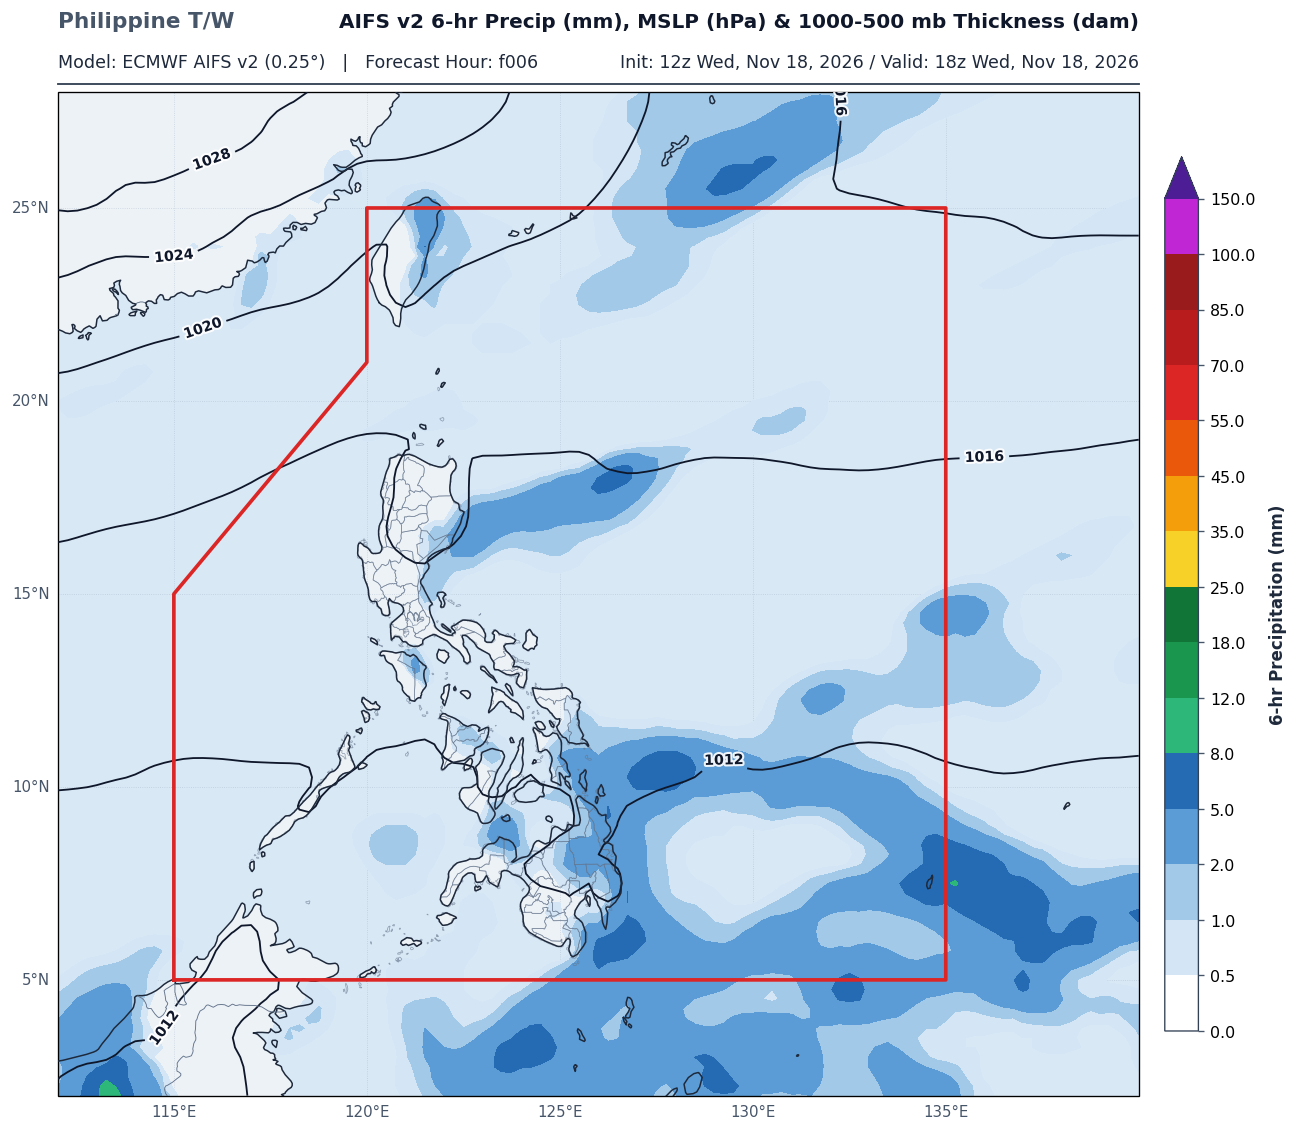 Philippine T/W
AIFS v2 6-hr Precip (mm), MSLP (hPa) & 1000-500 mb Thickness (dam)
Model: ECMWF AIFS v2 (0.25°) | Forecast Hour: f006
Init: 12z Wed, Nov 18, 2026 / Valid: 18z Wed, Nov 18, 2026
1028
1024
1020
1016
1012
1012
25°N
20°N
15°N
10°N
5°N
115°E
120°E
125°E
130°E
135°E
150.0
100.0
85.0
70.0
55.0
45.0
35.0
25.0
18.0
12.0
8.0
5.0
2.0
1.0
0.5
0.0
6-hr Precipitation (mm)